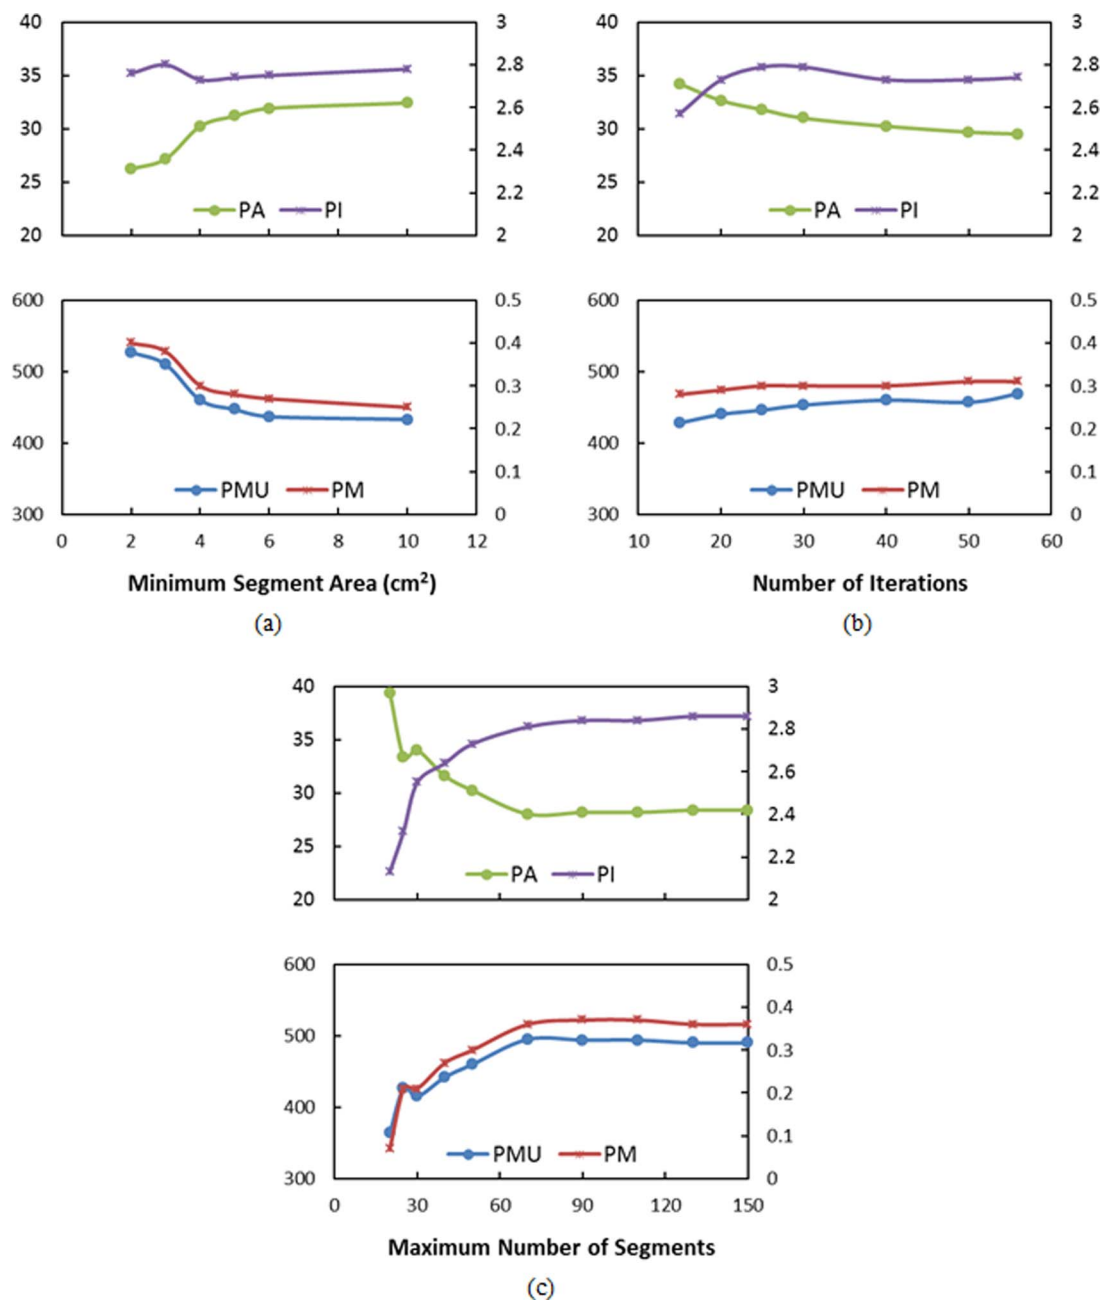 40 3 40 3
35 2.8 35 2.8
30 2.6 30 2.6
2.4 2.4
25 2.2 25 2.2
PA PI PA PI
20 2 20 2
600 0.5 600 0.5
0.4 0.4
500 0.3 500 0.3
400 0.2 400 0.2
0.1 0.1
PMU PM PMU PM
300 0 300 0
0 2 4 6 8 10 12 10 20 30 40 50 60
Minimum Segment Area (cm²) Number of Iterations
(a) (b)
40 3
35 2.8
30 2.6
2.4
25 2.2
PA PI
20 2
600 0.5
0.4
500 0.3
400 0.2
0.1
PMU PM
300 0
0 30 60 90 120 150
Maximum Number of Segments
(c)